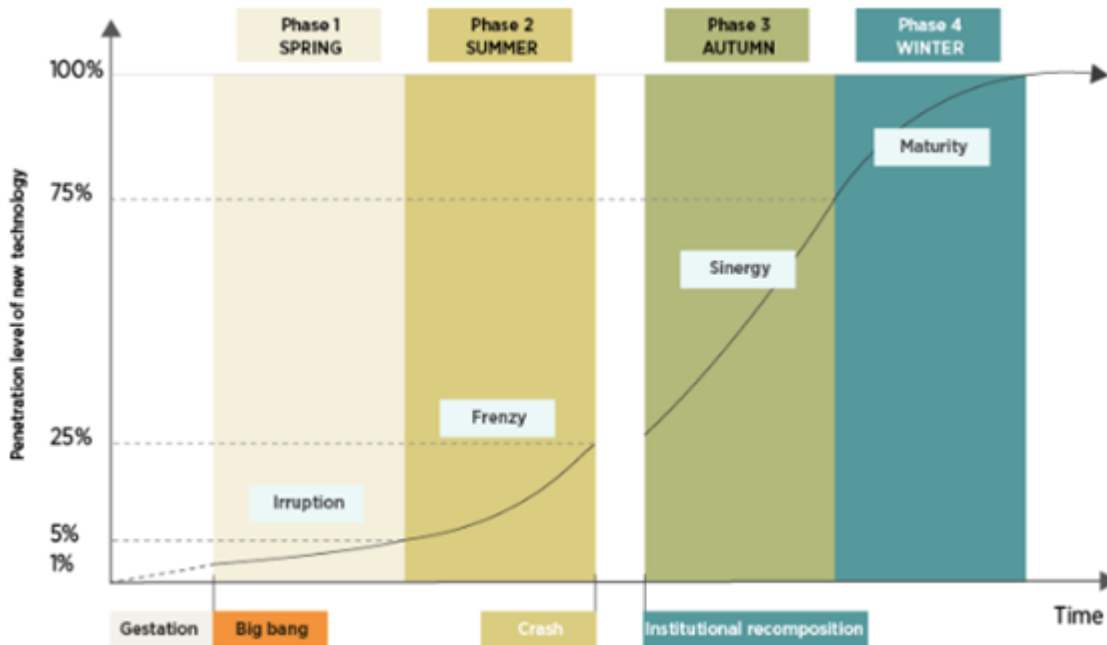 Phase 1
SPRING
Phase 2
SUMMER
Phase 3
AUTUMN
Phase 4
WINTER
Penetration level of new technology
100%
75%
25%
5%
1%
Maturity
Sinergy
Frenzy
Irruption
Time
Gestation
Big bang
Crash
Institutional recomposition